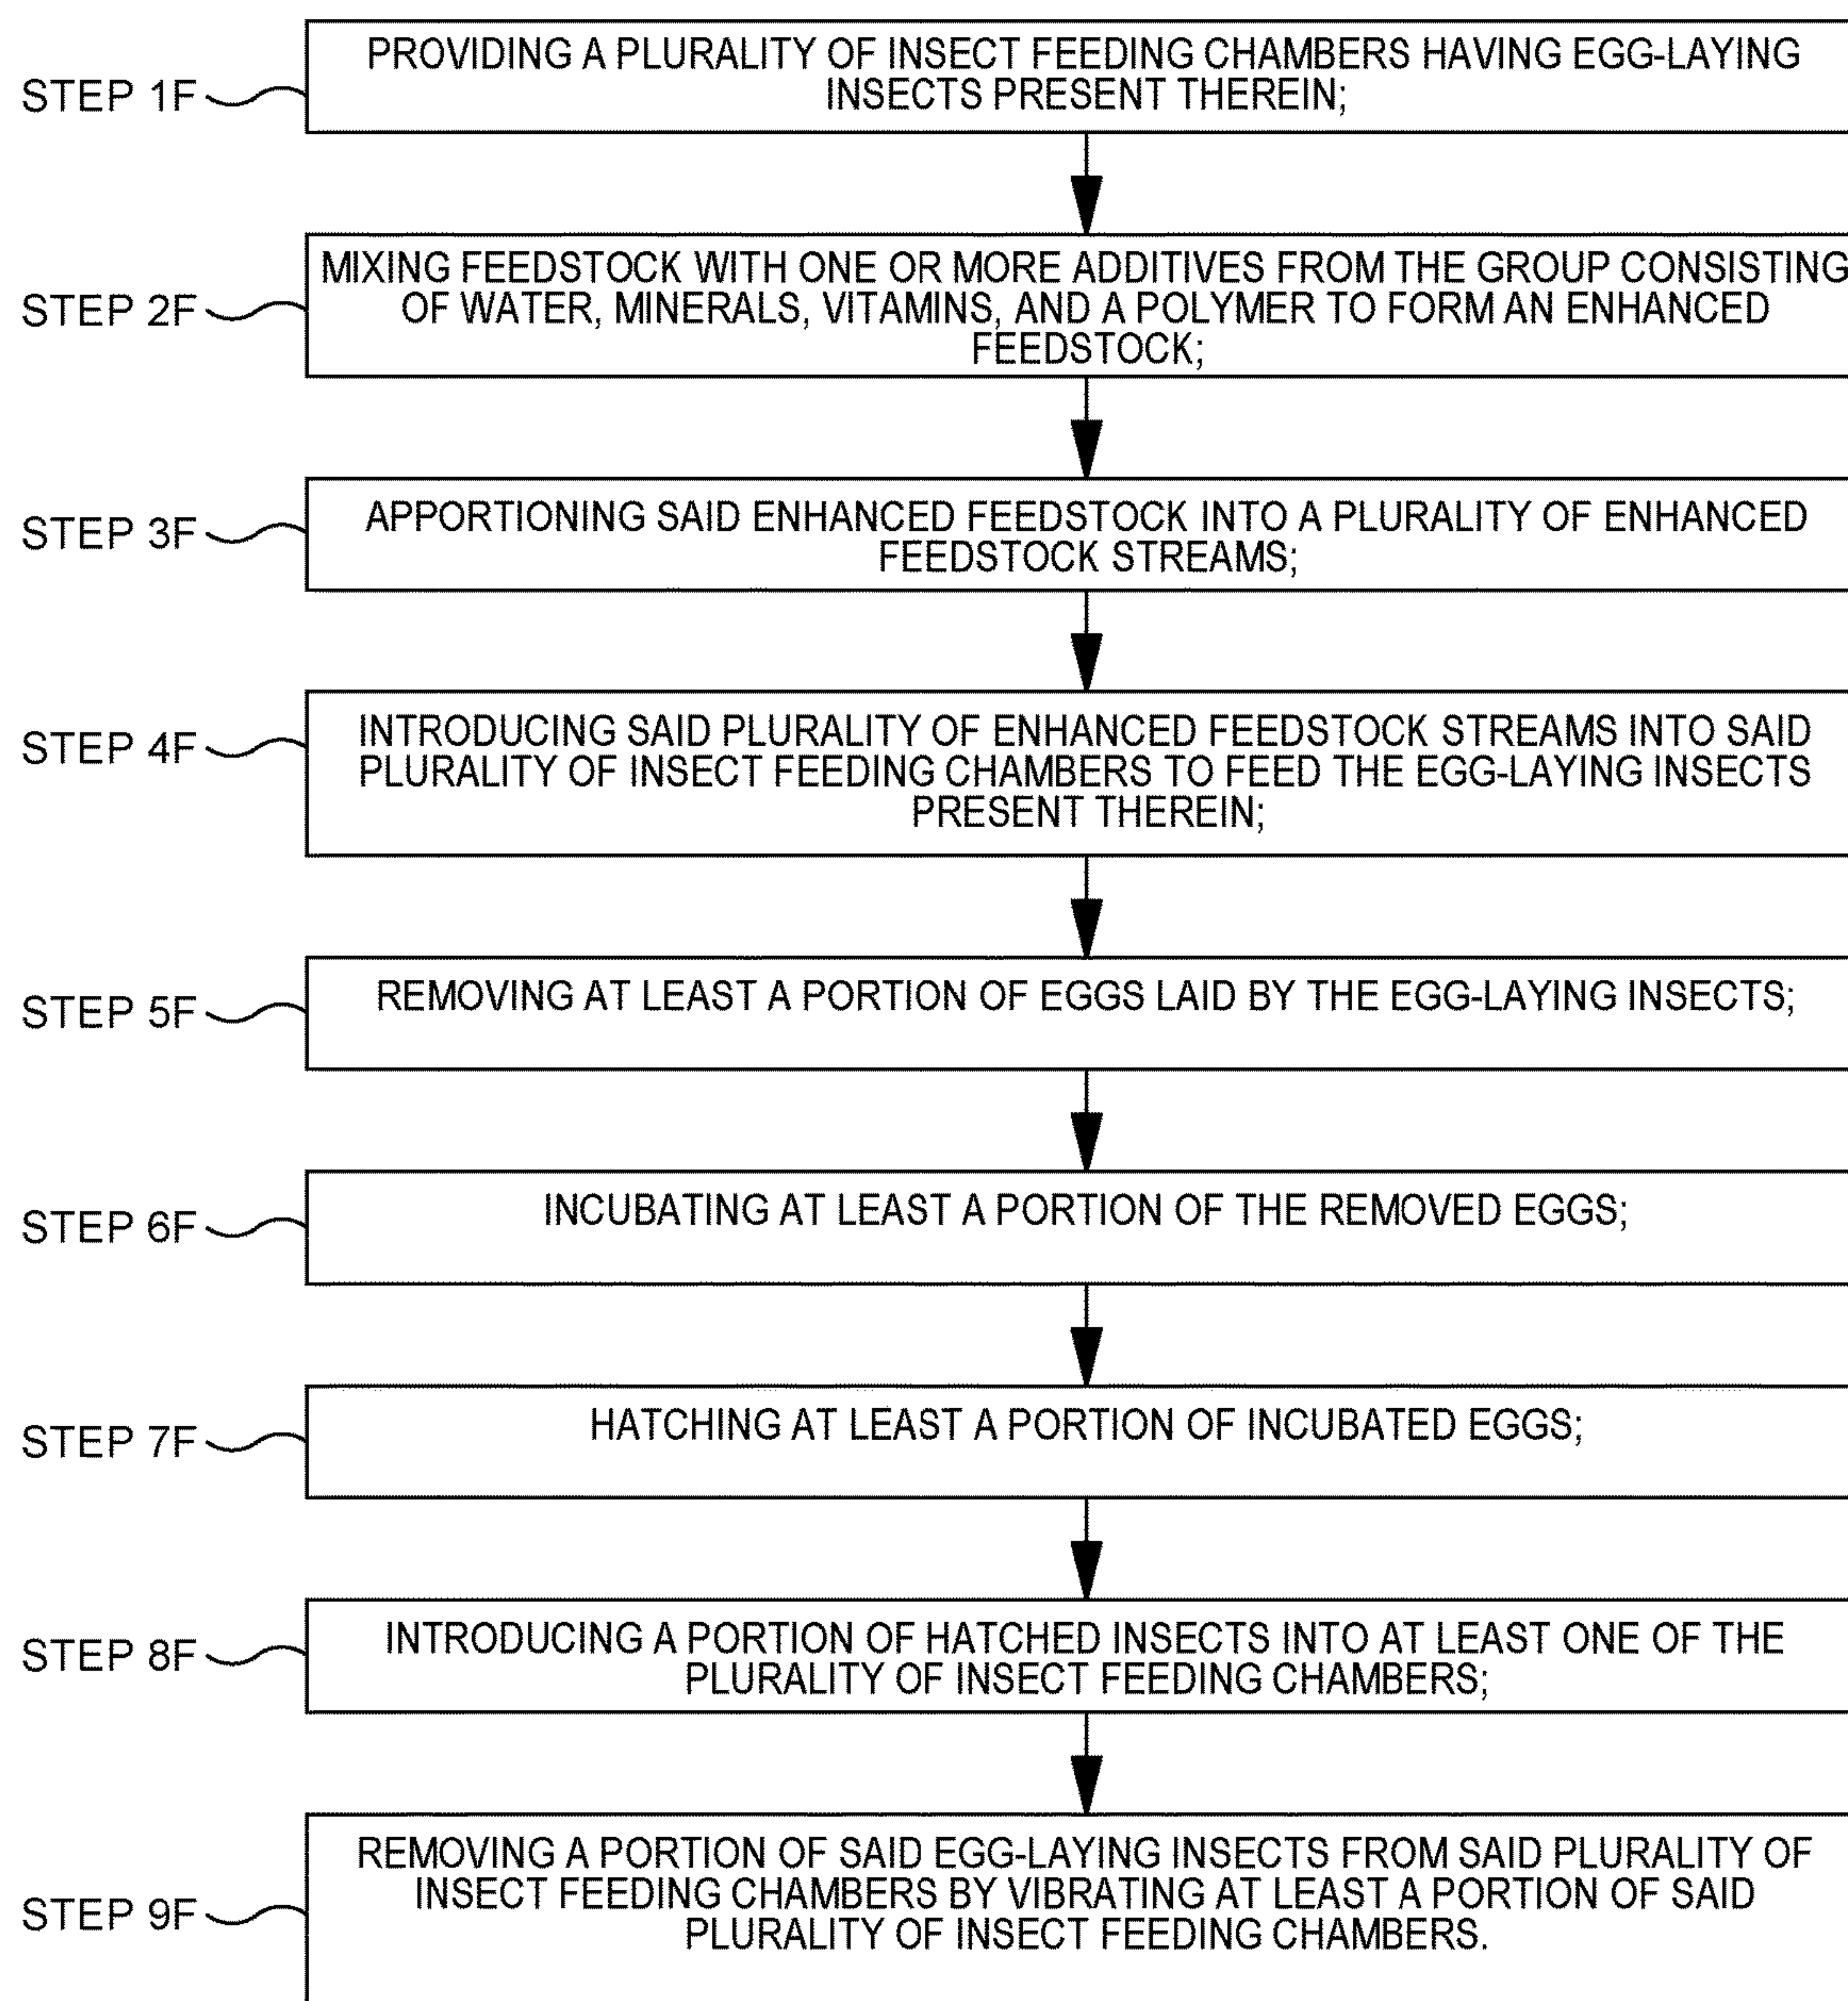 STEP 1F
PROVIDING A PLURALITY OF INSECT FEEDING CHAMBERS HAVING EGG-LAYING
INSECTS PRESENT THEREIN;
STEP 2F
MIXING FEEDSTOCK WITH ONE OR MORE ADDITIVES FROM THE GROUP CONSISTING
OF WATER, MINERALS, VITAMINS, AND A POLYMER TO FORM AN ENHANCED
FEEDSTOCK;
STEP 3F
APPORTIONING SAID ENHANCED FEEDSTOCK INTO A PLURALITY OF ENHANCED
FEEDSTOCK STREAMS;
STEP 4F
INTRODUCING SAID PLURALITY OF ENHANCED FEEDSTOCK STREAMS INTO SAID
PLURALITY OF INSECT FEEDING CHAMBERS TO FEED THE EGG-LAYING INSECTS
PRESENT THEREIN;
STEP 5F
REMOVING AT LEAST A PORTION OF EGGS LAID BY THE EGG-LAYING INSECTS;
STEP 6F
INCUBATING AT LEAST A PORTION OF THE REMOVED EGGS;
STEP 7F
HATCHING AT LEAST A PORTION OF INCUBATED EGGS;
STEP 8F
INTRODUCING A PORTION OF HATCHED INSECTS INTO AT LEAST ONE OF THE
PLURALITY OF INSECT FEEDING CHAMBERS;
STEP 9F
REMOVING A PORTION OF SAID EGG-LAYING INSECTS FROM SAID PLURALITY OF
INSECT FEEDING CHAMBERS BY VIBRATING AT LEAST A PORTION OF SAID
PLURALITY OF INSECT FEEDING CHAMBERS.